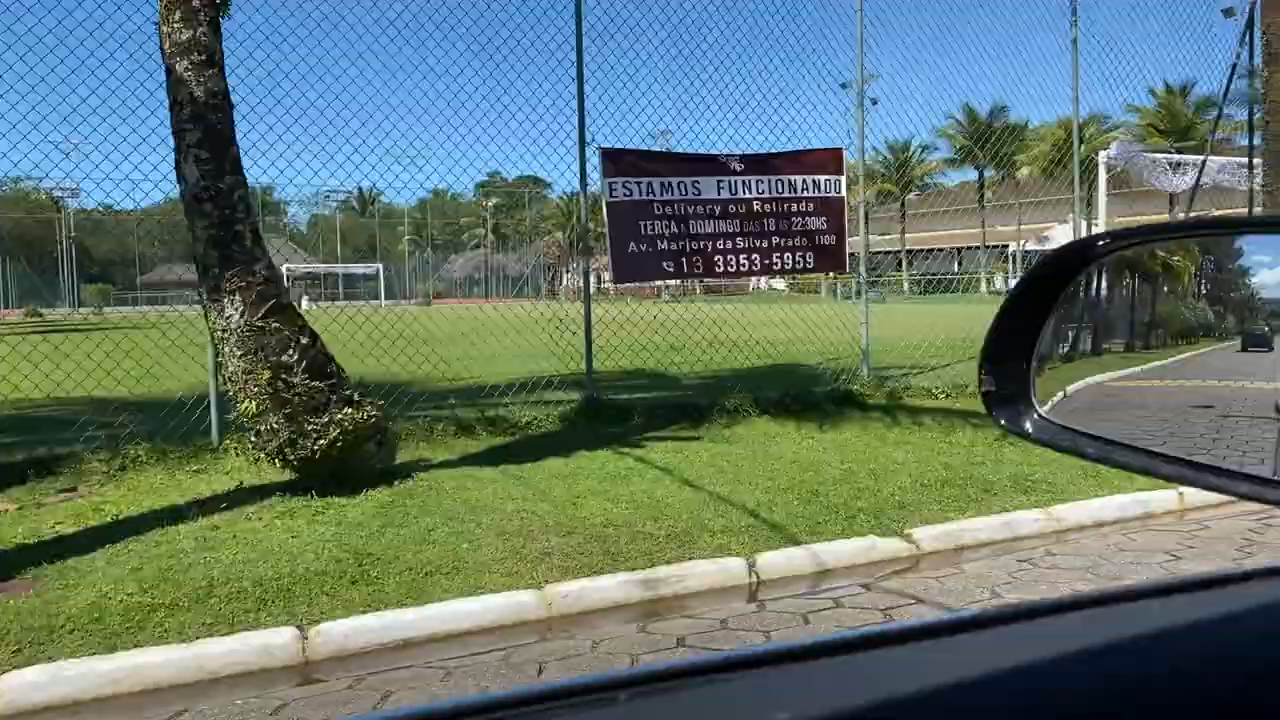 ESTAMOS FUNCIONANDO
Delivery ou Retirada
TERÇA A DOMINGO DAS 18 ÀS 22:30HS
Av. Marjory da Silva Prado, 1100
13 3353-5959